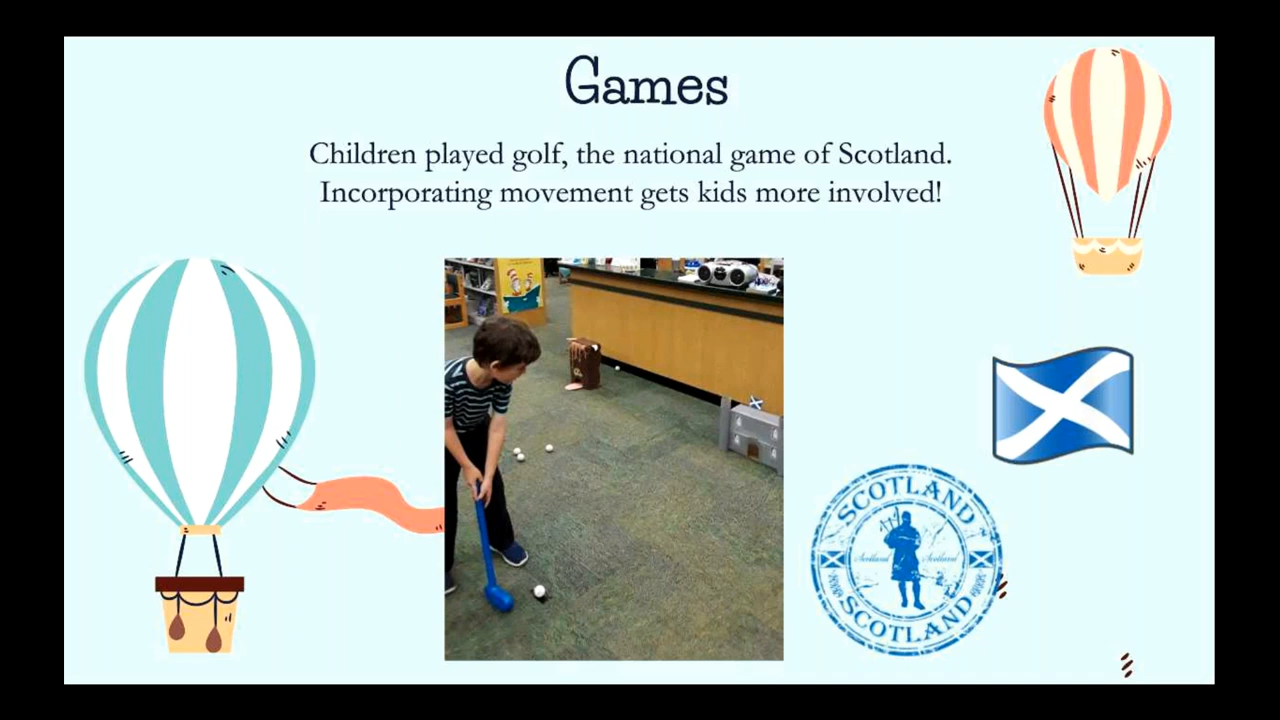 Games
Children played golf, the national game of Scotland.
Incorporating movement gets kids more involved!
SCOTLAND
Scotland Scotland
SCOTLAND